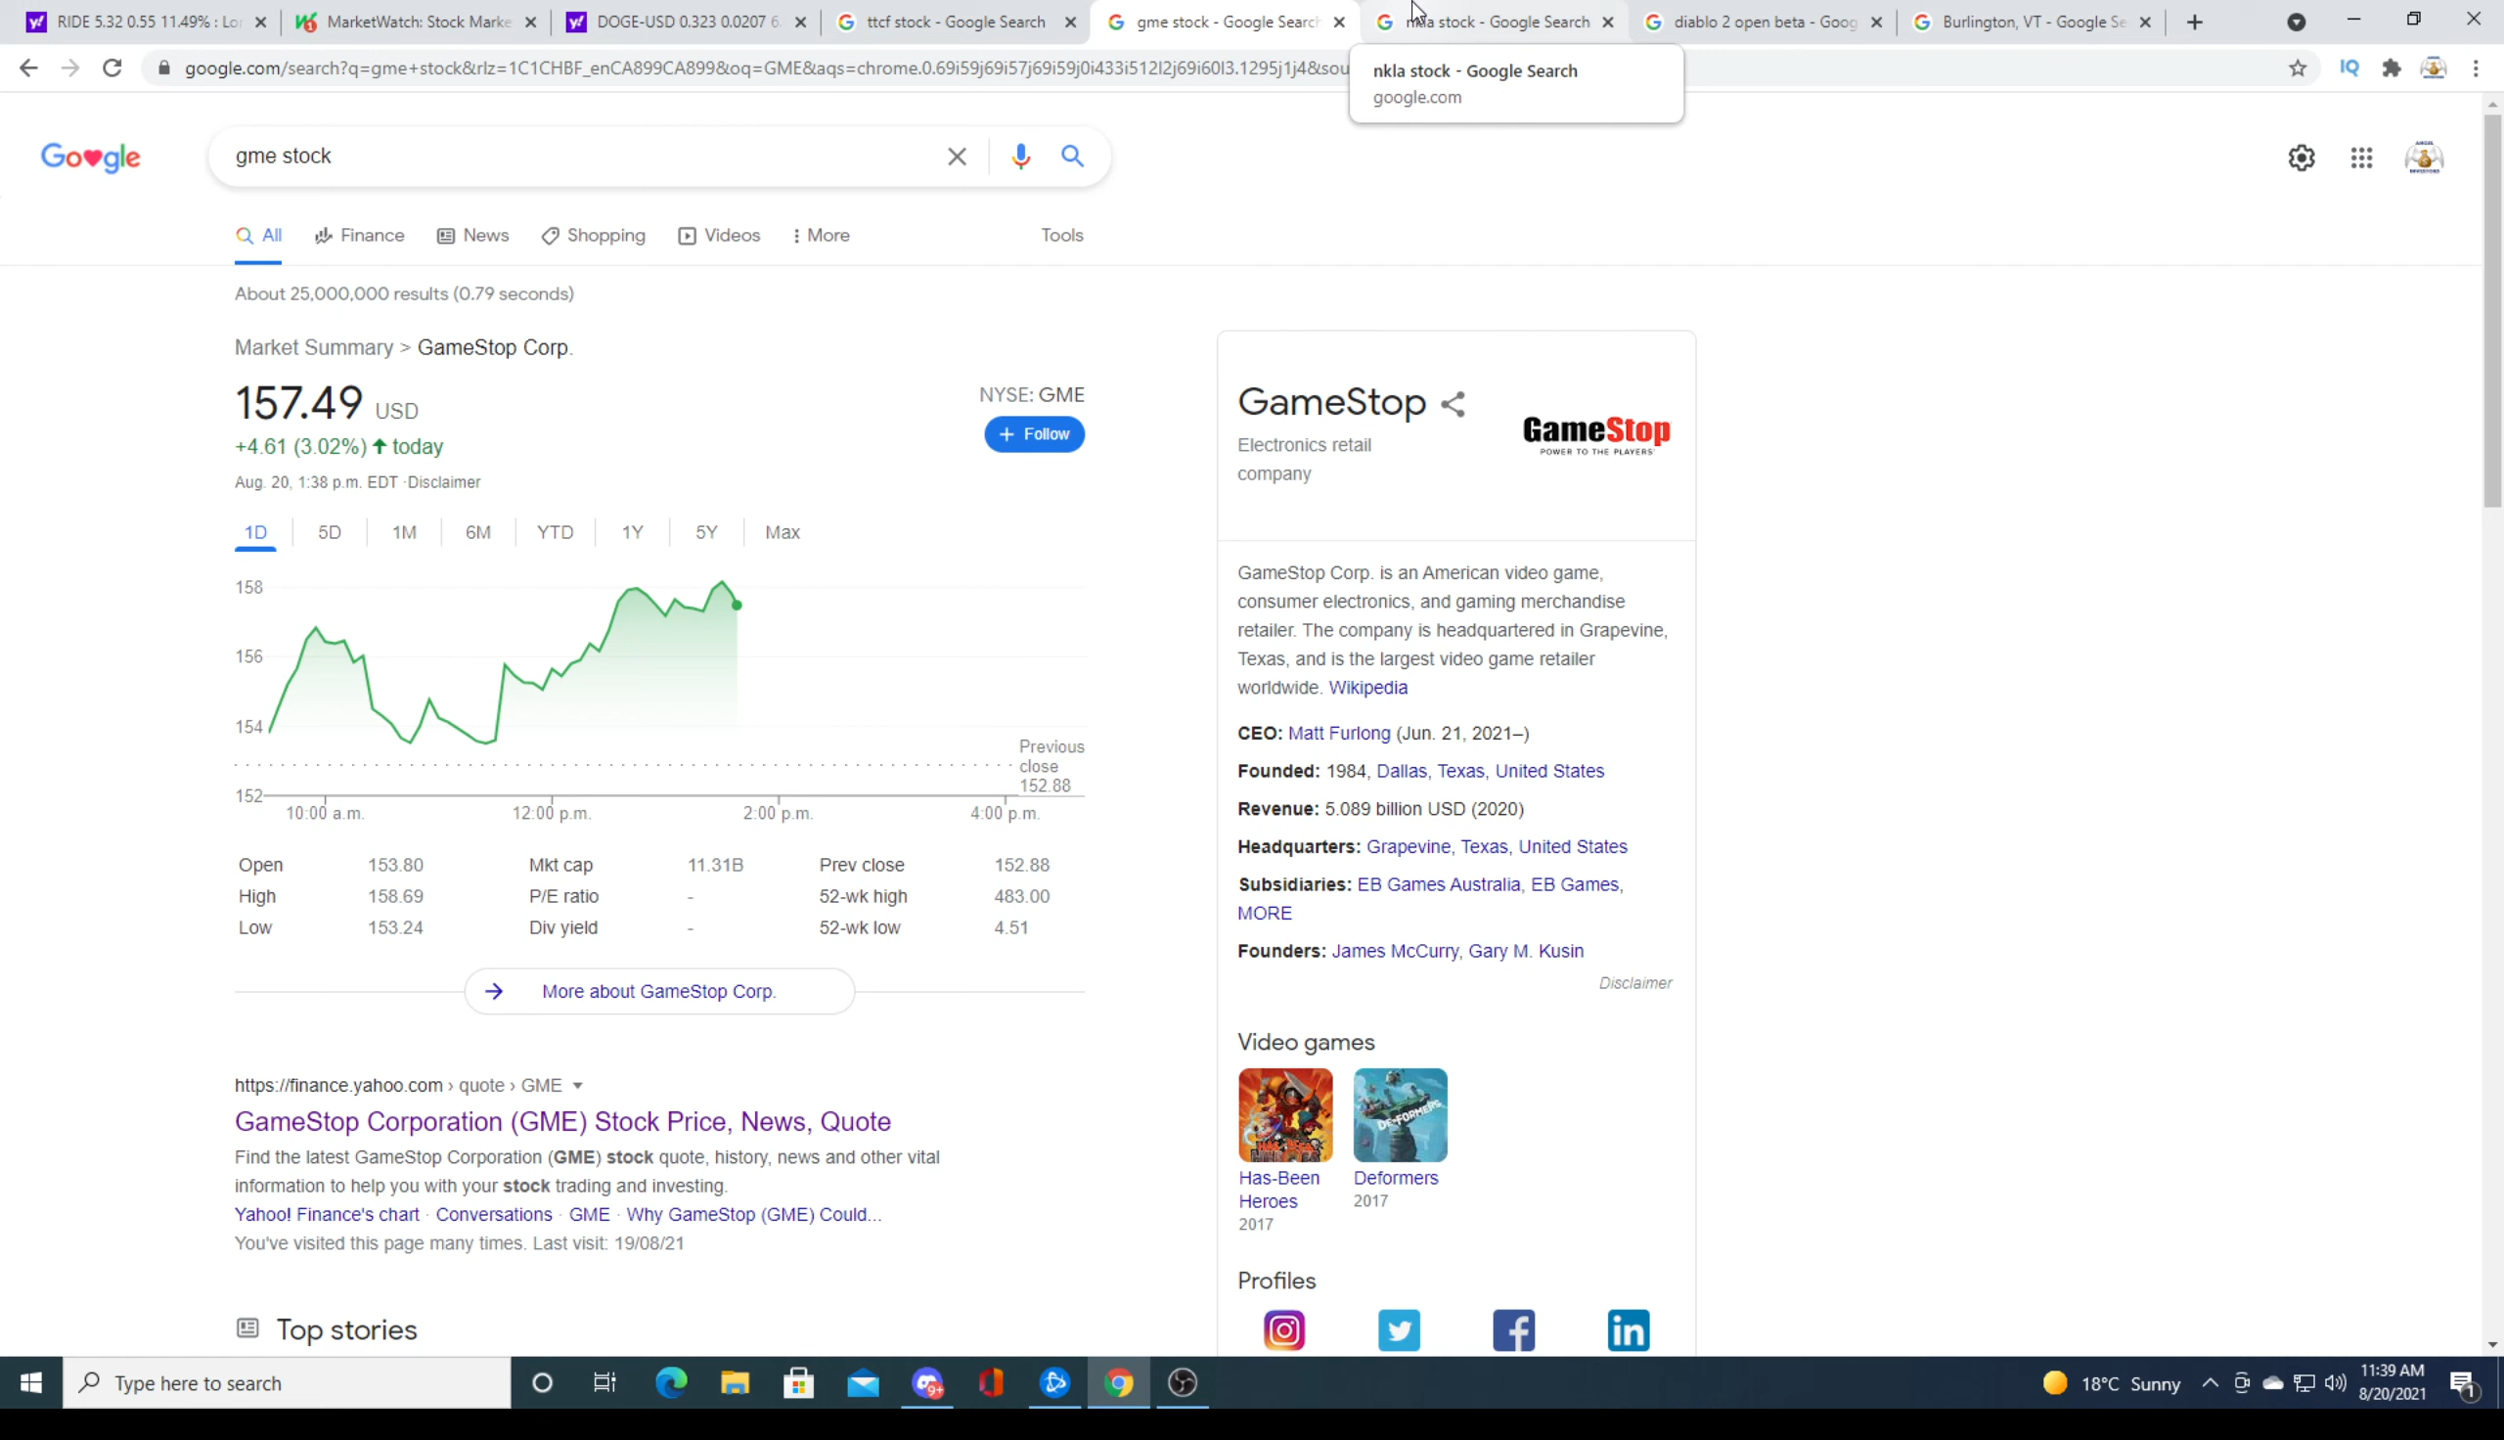 RIDE 5.32 0.55 11.49% : Lo
MarketWatch: Stock Marke
DOGE-USD 0.323 0.0207 6.
ttcf stock - Google Search
gme stock - Google Search
nkla stock - Google Search
diablo 2 open beta - Goog
Burlington, VT - Google Se
google.com/search?q=gme+stock&rlz=1C1CHBF_enCA899CA899&oq=GME&aqs=chrome.0.69i59j69i57j69i59j0i433i512l2j69i60l3.1295j1j4&sou
IQ
nkla stock - Google Search
google.com
Google
gme stock
All
Finance
News
Shopping
Videos
More
Tools
About 25,000,000 results (0.79 seconds)
Market Summary > GameStop Corp.
157.49 USD
NYSE: GME
+4.61 (3.02%) today
+ Follow
Aug. 20, 1:38 p.m. EDT ·Disclaimer
1D 5D 1M 6M YTD 1Y 5Y Max
158
156
154
152
Previous
close
152.88
10:00 a.m. 12:00 p.m. 2:00 p.m. 4:00 p.m.
Open 153.80 Mkt cap 11.31B Prev close 152.88
High 158.69 P/E ratio - 52-wk high 483.00
Low 153.24 Div yield - 52-wk low 4.51
More about GameStop Corp.
https://finance.yahoo.com › quote › GME
GameStop Corporation (GME) Stock Price, News, Quote
Find the latest GameStop Corporation (GME) stock quote, history, news and other vital
information to help you with your stock trading and investing.
Yahoo! Finance's chart · Conversations · GME · Why GameStop (GME) Could...
You've visited this page many times. Last visit: 19/08/21
Top stories
GameStop
Electronics retail
company
GameStop
POWER TO THE PLAYERS
GameStop Corp. is an American video game,
consumer electronics, and gaming merchandise
retailer. The company is headquartered in Grapevine,
Texas, and is the largest video game retailer
worldwide. Wikipedia
CEO: Matt Furlong (Jun. 21, 2021–)
Founded: 1984, Dallas, Texas, United States
Revenue: 5.089 billion USD (2020)
Headquarters: Grapevine, Texas, United States
Subsidiaries: EB Games Australia, EB Games,
MORE
Founders: James McCurry, Gary M. Kusin
Disclaimer
Video games
HAS-BEEN HEROES
DE-FORMERS
Has-Been
Heroes
2017
Deformers
2017
Profiles
Type here to search
9+
18°C Sunny
11:39 AM
8/20/2021
1